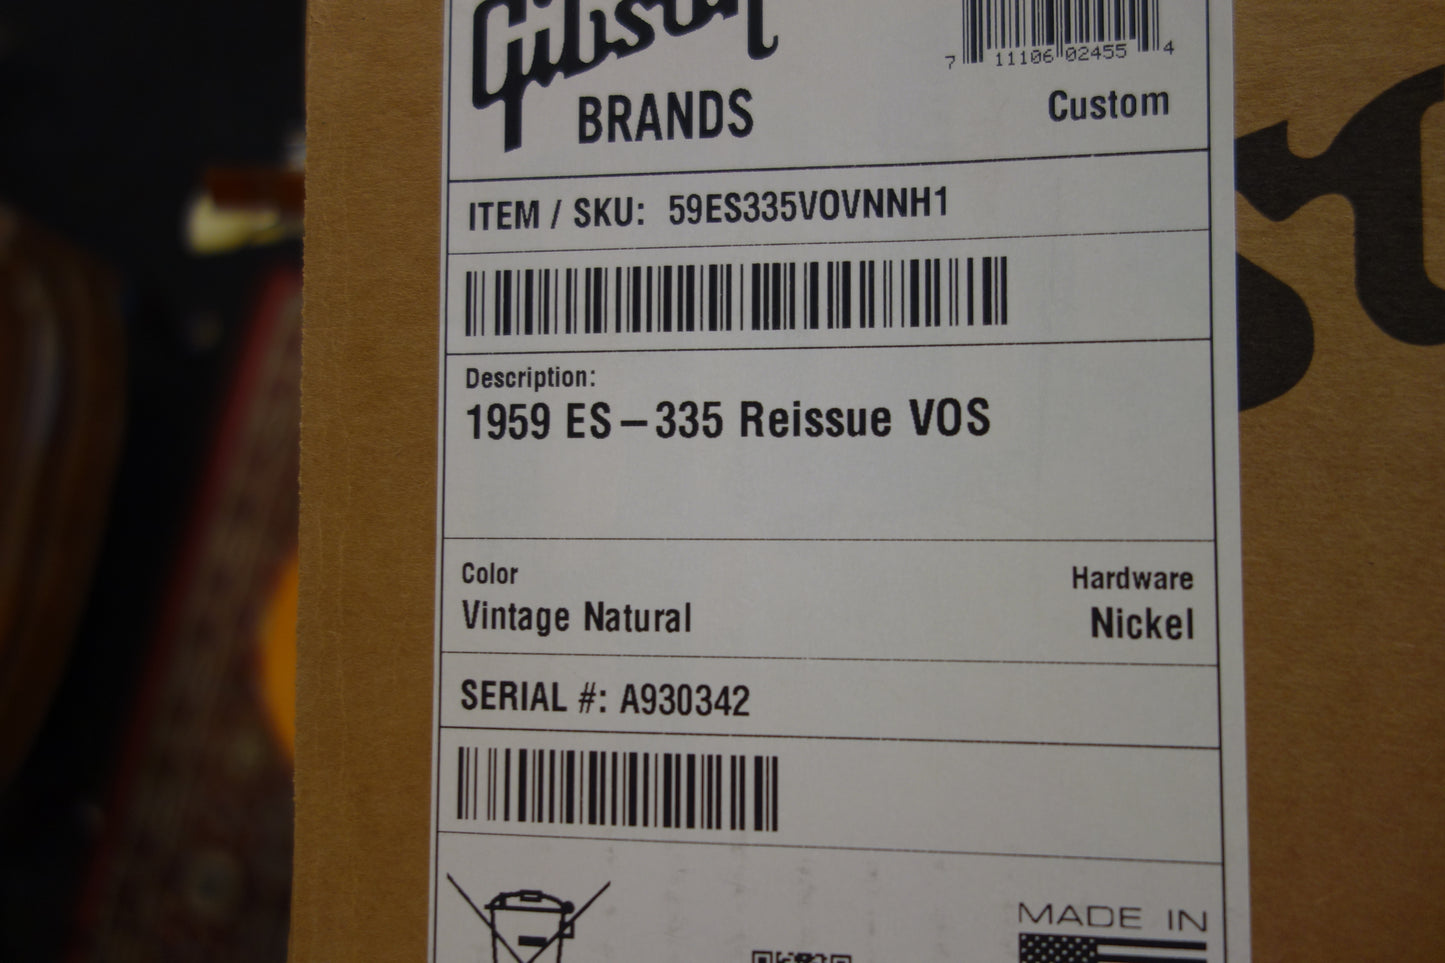 Gibson
BRANDS
7 11106 02455 4
Custom
ITEM / SKU: 59ES335VOVNNH1
Description:
1959 ES-335 Reissue VOS
Color
Vintage Natural
Hardware
Nickel
SERIAL #: A930342
MADE IN